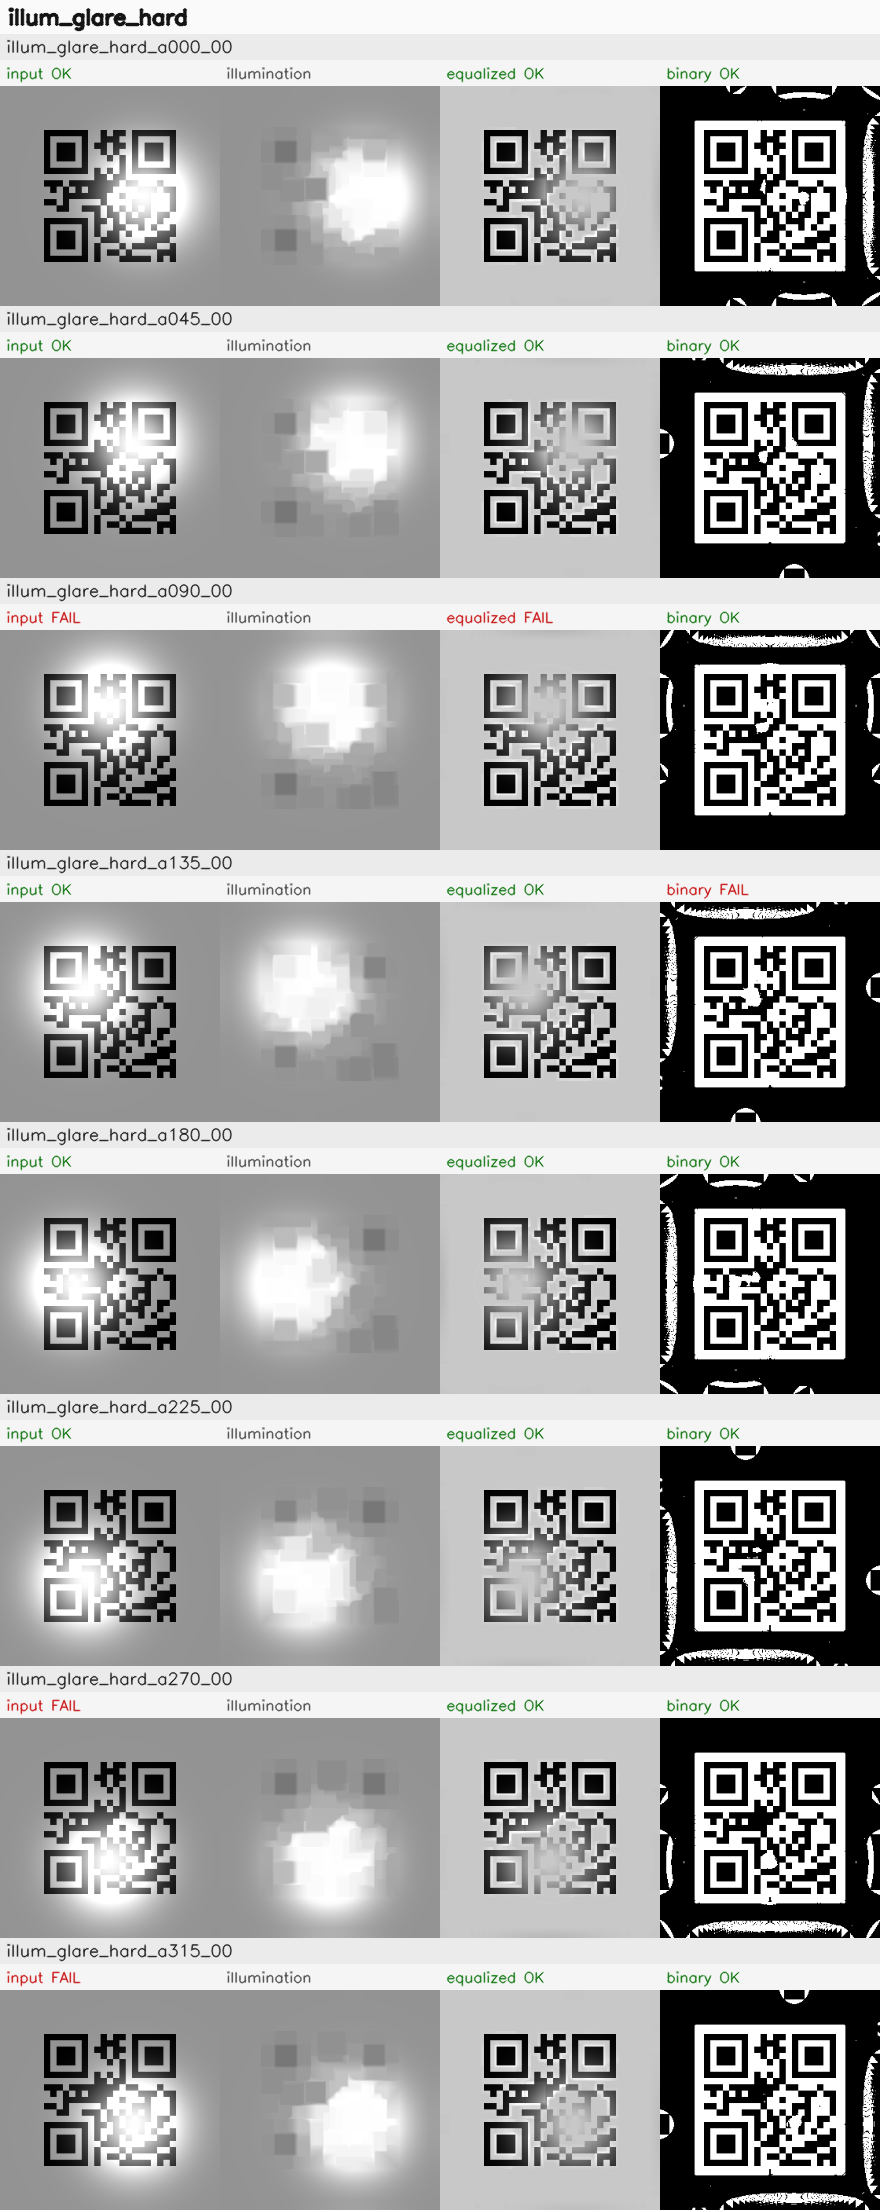 illum_glare_hard
illum_glare_hard_a000_00
input OK illumination equalized OK binary OK
illum_glare_hard_a045_00
input OK illumination equalized OK binary OK
illum_glare_hard_a090_00
input FAIL illumination equalized FAIL binary OK
illum_glare_hard_a135_00
input OK illumination equalized OK binary FAIL
illum_glare_hard_a180_00
input OK illumination equalized OK binary OK
illum_glare_hard_a225_00
input OK illumination equalized OK binary OK
illum_glare_hard_a270_00
input FAIL illumination equalized OK binary OK
illum_glare_hard_a315_00
input FAIL illumination equalized OK binary OK